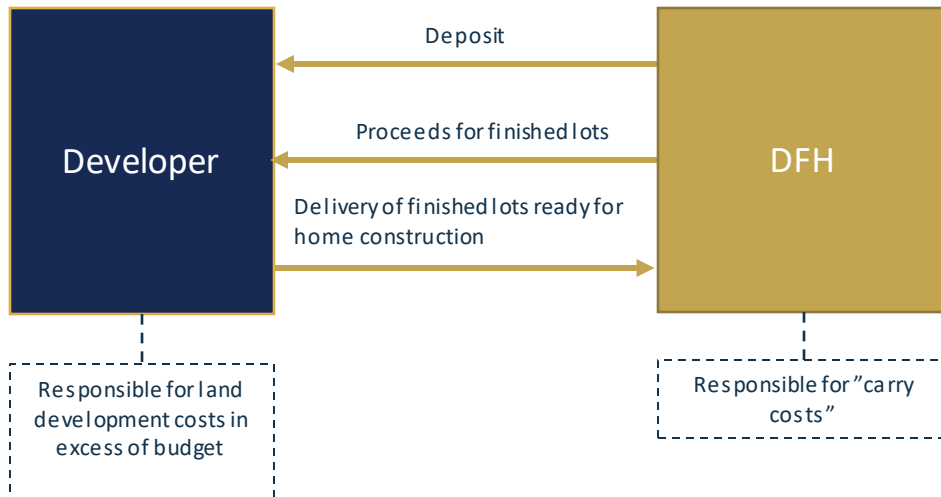 Deposit
Proceeds for finished lots
Developer
DFH
Delivery of finished lots ready for
home construction
Responsible for land
development costs in
excess of budget
Responsible for ”carry
costs”